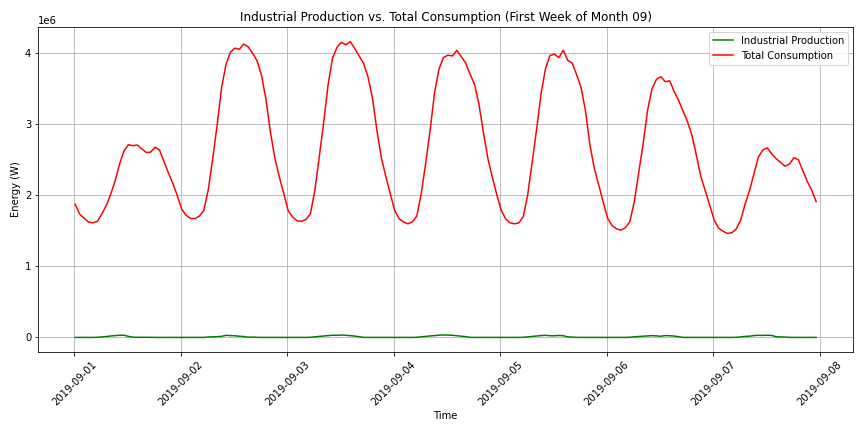 Industrial Production vs. Total Consumption (First Week of Month 09)
1e6
Industrial Production
Total Consumption
4
3
2
1
0
Energy (W)
2019-09-01
2019-09-02
2019-09-03
2019-09-04
2019-09-05
2019-09-06
2019-09-07
2019-09-08
Time